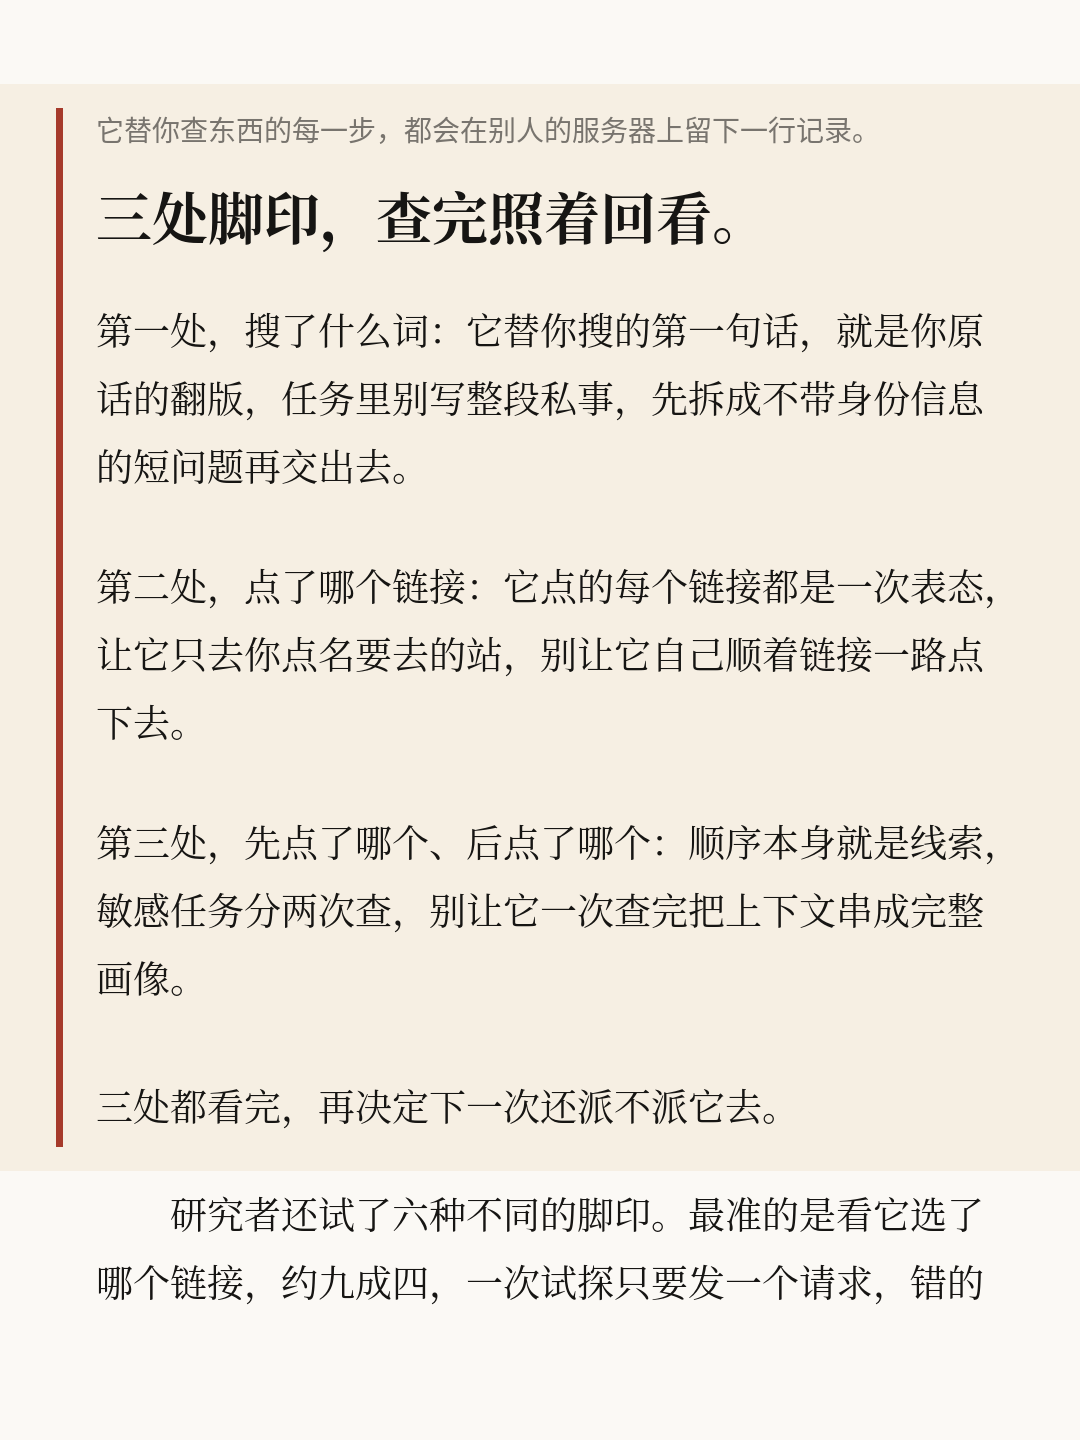 它替你查东西的每一步，都会在别人的服务器上留下一行记录。
三处脚印，查完照着回看。
第一处，搜了什么词：它替你搜的第一句话，就是你原
话的翻版，任务里别写整段私事，先拆成不带身份信息
的短问题再交出去。
第二处，点了哪个链接：它点的每个链接都是一次表态，
让它只去你点名要去的站，别让它自己顺着链接一路点
下去。
第三处，先点了哪个、后点了哪个：顺序本身就是线索，
敏感任务分两次查，别让它一次查完把上下文串成完整
画像。
三处都看完，再决定下一次还派不派它去。
研究者还试了六种不同的脚印。最准的是看它选了
哪个链接，约九成四，一次试探只要发一个请求，错的